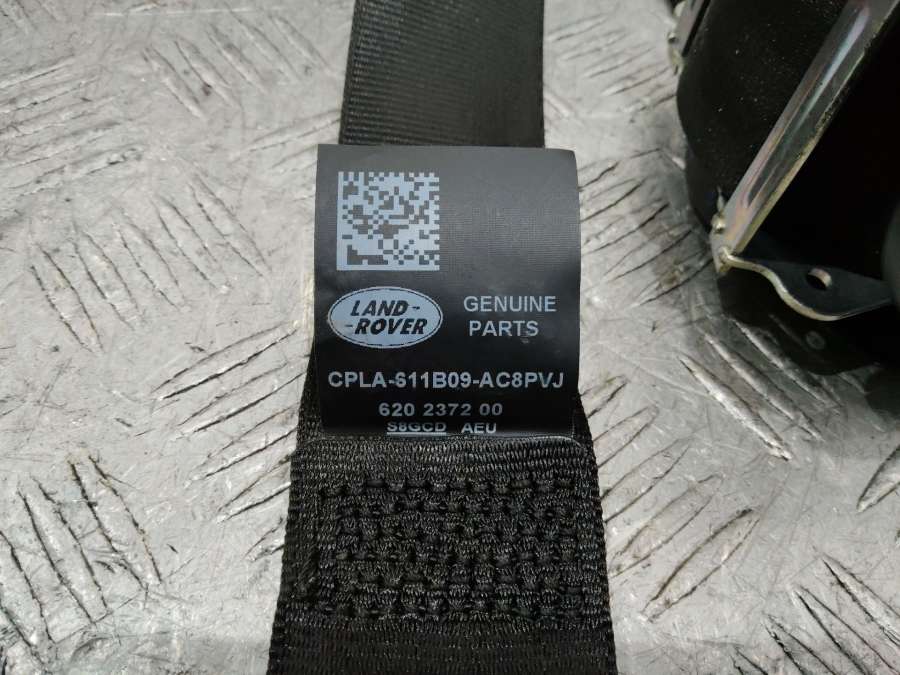 LAND-
-ROVER
GENUINE
PARTS
CPLA-611B09-AC8PVJ
620 2372 00
S8GCD AEU